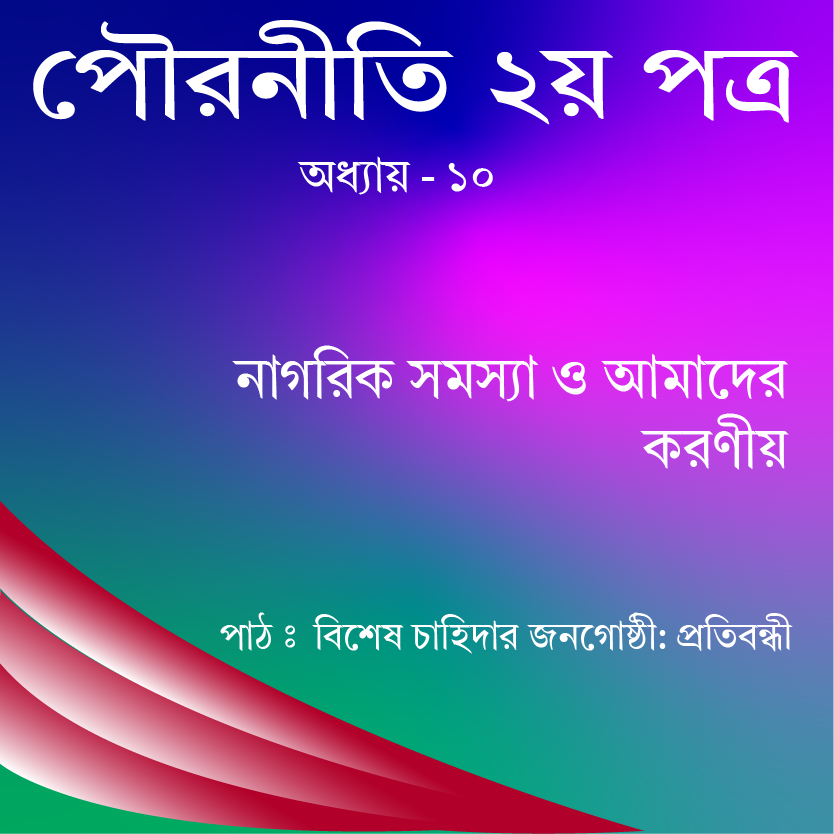 পৌরনীতি ২য় পত্র
অধ্যায় - ১০
নাগরিক সমস্যা ও আমাদের
করণীয়
পাঠ ঃ বিশেষ চাহিদার জনগোষ্ঠী: প্রতিবন্ধী